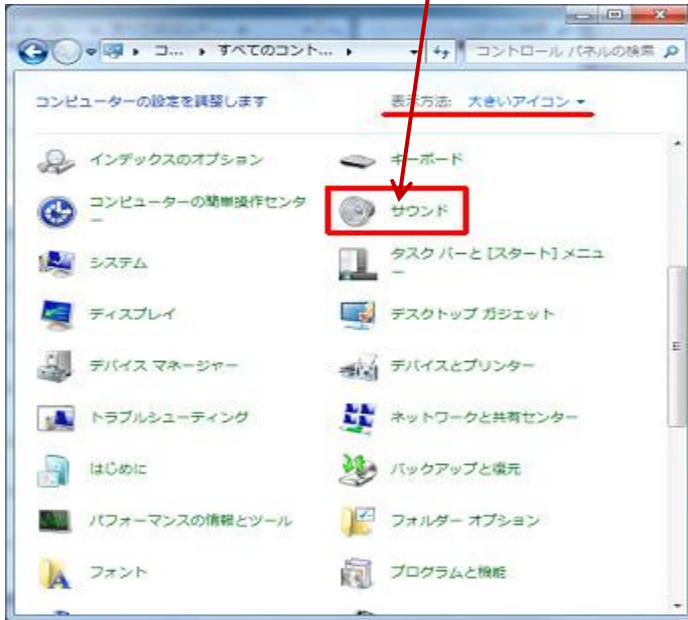 コ... すべてのコント... コントロール パネルの検索
コンピューターの設定を調整します 表示方法: 大きいアイコン
インデックスのオプション キーボード
コンピューターの簡単操作センタ
ー サウンド
システム タスク バーと [スタート] メニュ
ー
ディスプレイ デスクトップ ガジェット
デバイス マネージャー デバイスとプリンター
トラブルシューティング ネットワークと共有センター
はじめに バックアップと復元
パフォーマンスの情報とツール フォルダー オプション
フォント プログラムと機能